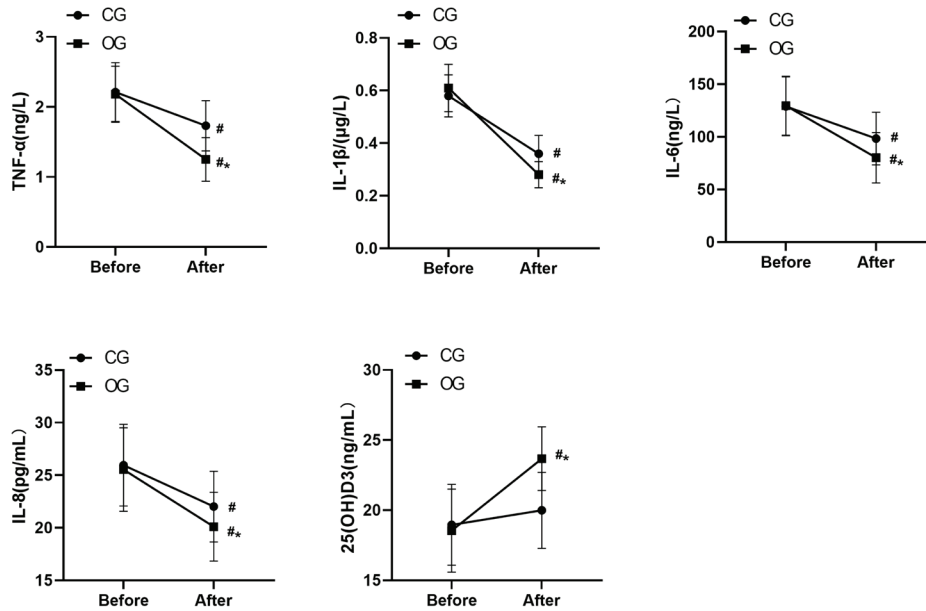 CG
OG
TNF-α(ng/L)
3
2
1
0
#
#*
Before After
CG
OG
IL-1β/(μg/L)
0.8
0.6
0.4
0.2
0.0
#
#*
Before After
CG
OG
IL-6(ng/L）
200
150
100
50
0
#
#*
Before After
CG
OG
IL-8(pg/mL）
35
30
25
20
15
#
#*
Before After
CG
OG
25(OH)D3(ng/mL）
30
25
20
15
#*
Before After